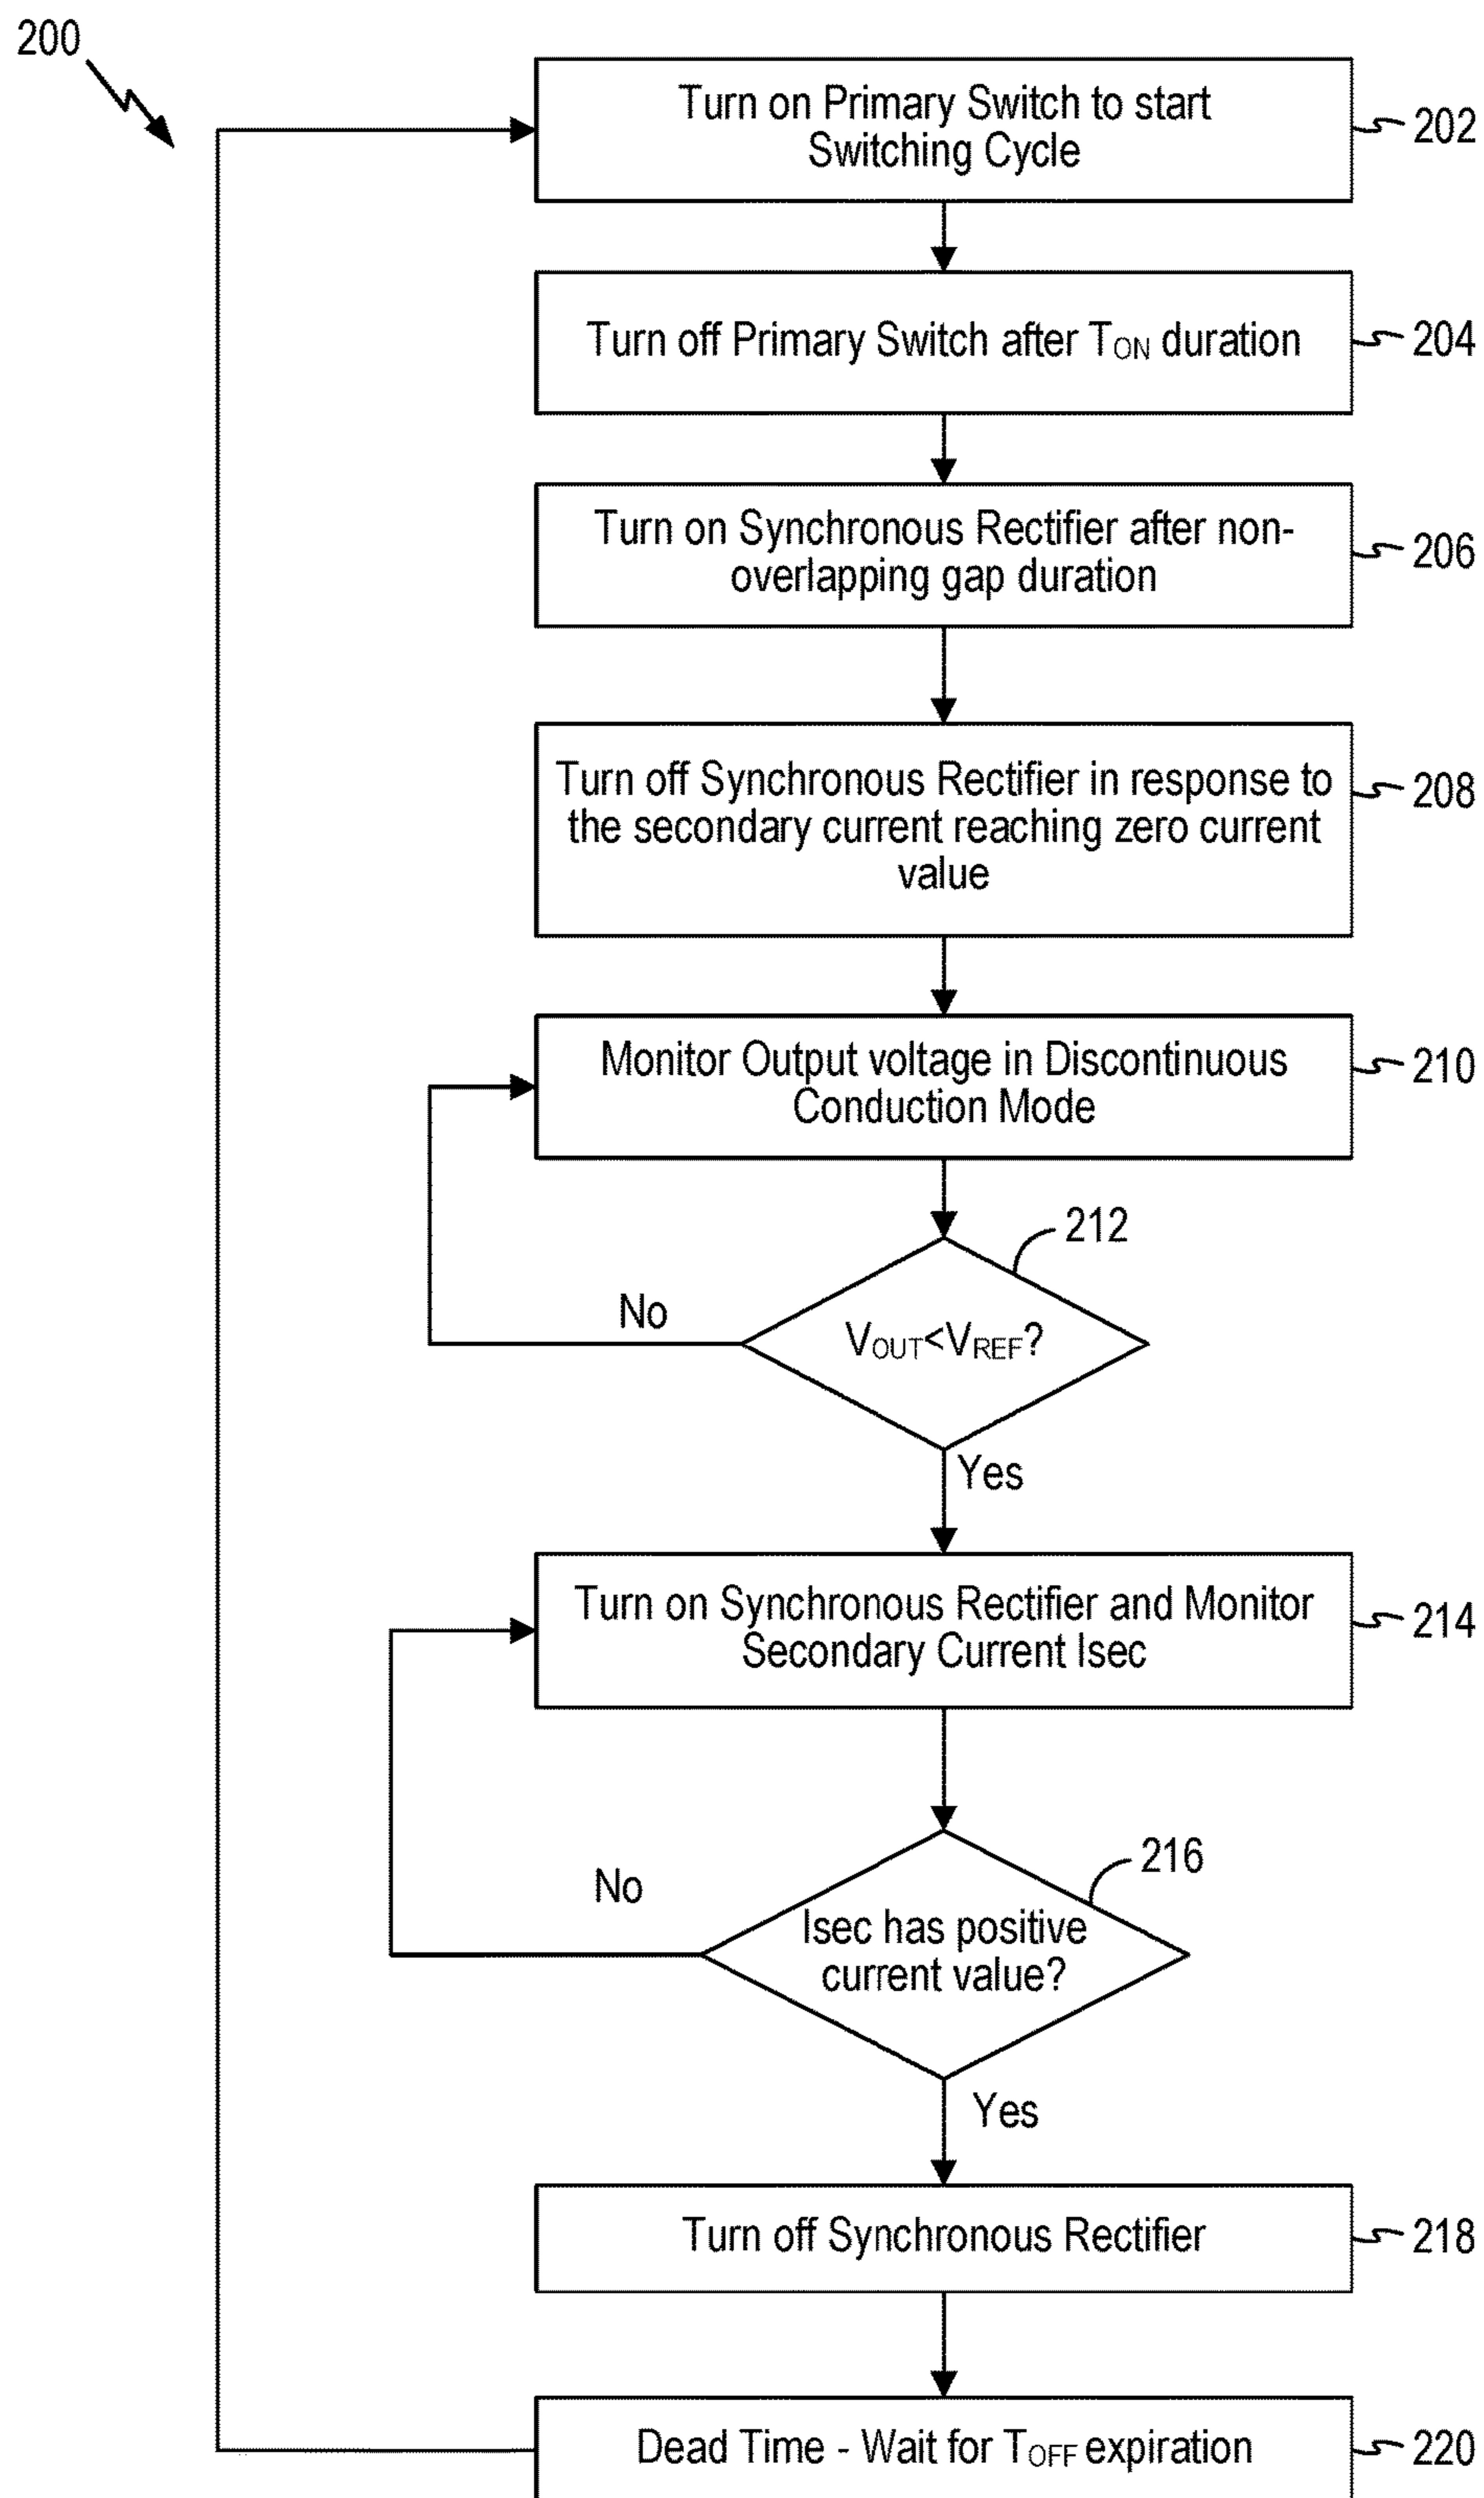 200
Turn on Primary Switch to start
Switching Cycle
202
Turn off Primary Switch after TON duration
204
Turn on Synchronous Rectifier after non-
overlapping gap duration
206
Turn off Synchronous Rectifier in response to
the secondary current reaching zero current
value
208
Monitor Output voltage in Discontinuous
Conduction Mode
210
212
No
VOUT<VREF?
Yes
Turn on Synchronous Rectifier and Monitor
Secondary Current Isec
214
216
No
Isec has positive
current value?
Yes
Turn off Synchronous Rectifier
218
Dead Time - Wait for TOFF expiration
220